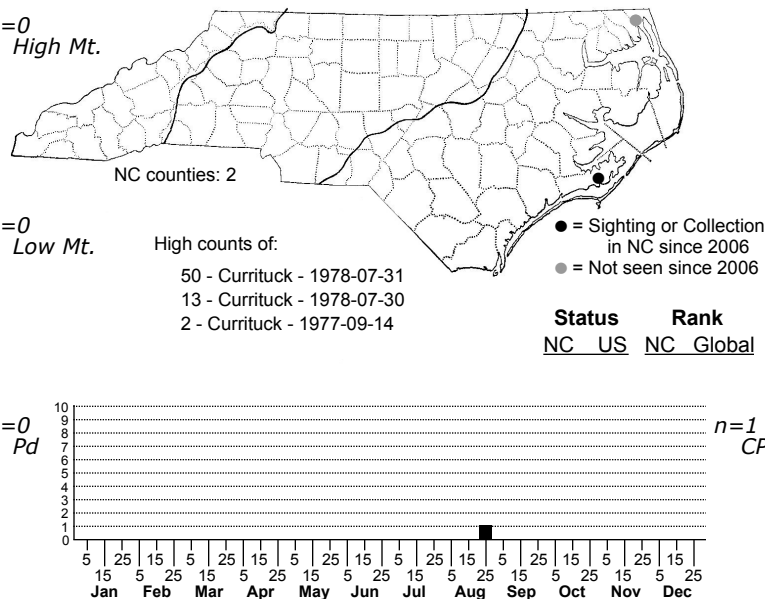 =0
High Mt.
NC counties: 2
=0
Low Mt.
High counts of:
50 - Currituck - 1978-07-31
13 - Currituck - 1978-07-30
2 - Currituck - 1977-09-14
● = Sighting or Collection
in NC since 2006
● = Not seen since 2006
Status Rank
NC US NC Global
=0
Pd
10
9
8
7
6
5
4
3
2
1
0
n=1
CP
5 25 15 5 25 15 5 25 15 5 25 15 5 25 15 5 25 15
15 5 25 15 5 25 15 5 25 15 5 25 15 5 25 15 5 25
Jan Feb Mar Apr May Jun Jul Aug Sep Oct Nov Dec